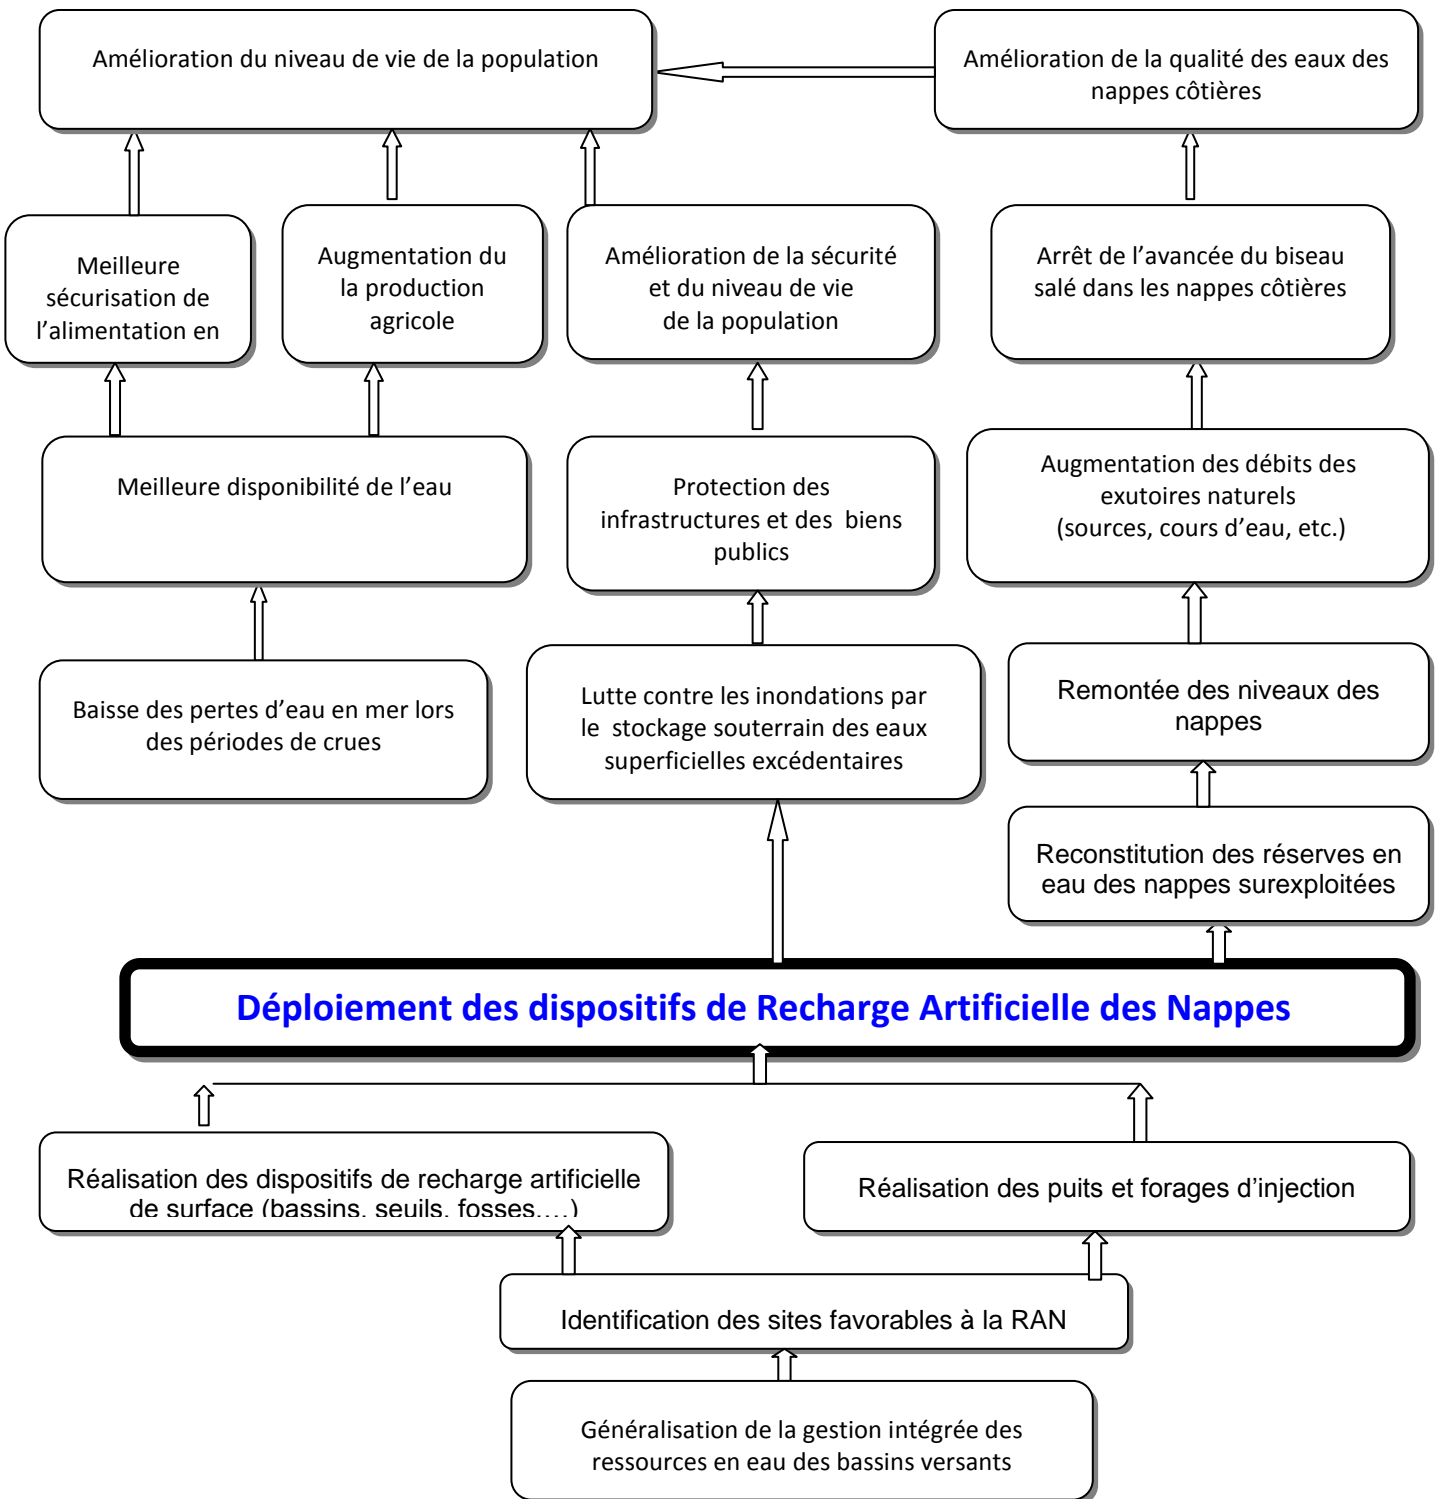 Amélioration du niveau de vie de la population
Amélioration de la qualité des eaux des
nappes côtières
Meilleure
sécurisation de
l’alimentation en
Augmentation du
la production
agricole
Amélioration de la sécurité
et du niveau de vie
de la population
Arrêt de l’avancée du biseau
salé dans les nappes côtières
Meilleure disponibilité de l’eau
Protection des
infrastructures et des biens
publics
Augmentation des débits des
exutoires naturels
(sources, cours d’eau, etc.)
Baisse des pertes d’eau en mer lors
des périodes de crues
Lutte contre les inondations par
le stockage souterrain des eaux
superficielles excédentaires
Remontée des niveaux des
nappes
Reconstitution des réserves en
eau des nappes surexploitées
Déploiement des dispositifs de Recharge Artificielle des Nappes
Réalisation des dispositifs de recharge artificielle
de surface (bassins, seuils, fosses,…)
Réalisation des puits et forages d’injection
Identification des sites favorables à la RAN
Généralisation de la gestion intégrée des
ressources en eau des bassins versants